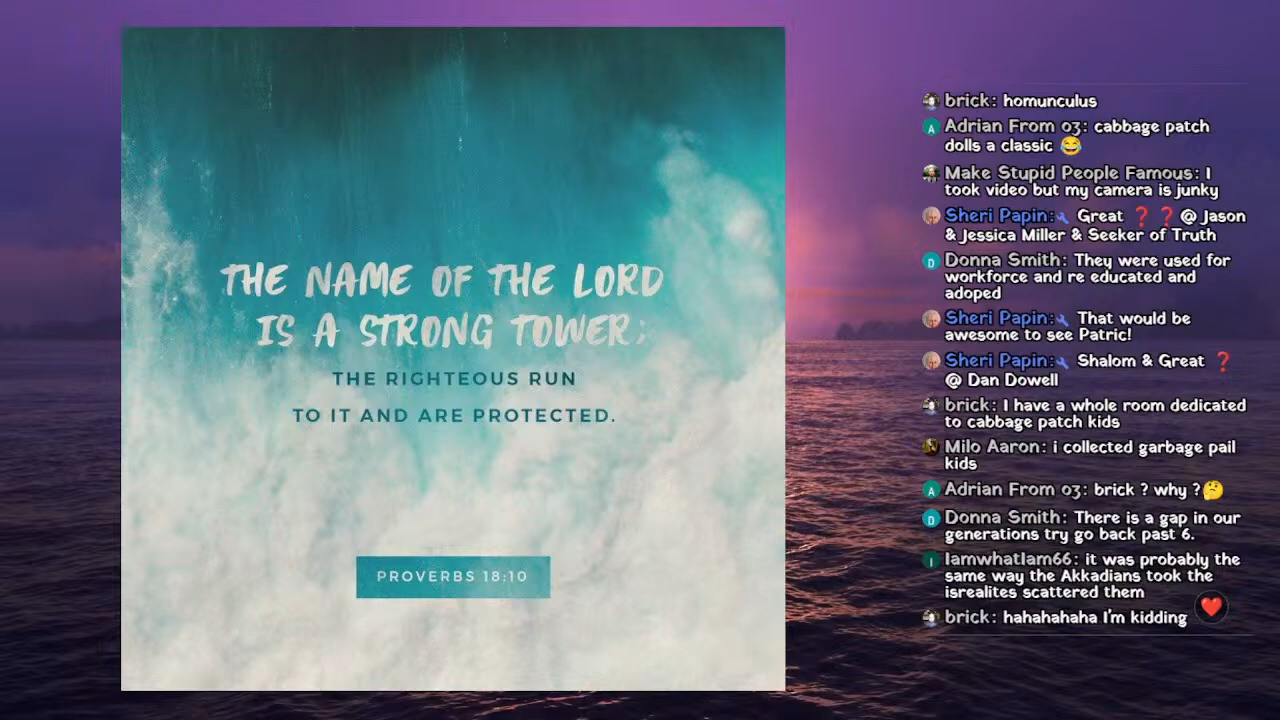 THE NAME OF THE LORD
IS A STRONG TOWER;
THE RIGHTEOUS RUN
TO IT AND ARE PROTECTED.
PROVERBS 18:10
brick: homunculus
A Adrian From 03: cabbage patch
dolls a classic 😂
Make Stupid People Famous: I
took video but my camera is junky
Sheri Papin: Great ❓ ❓ @ Jason
& Jessica Miller & Seeker of Truth
D Donna Smith: They were used for
workforce and re educated and
adoped
Sheri Papin: That would be
awesome to see Patric!
Sheri Papin: Shalom & Great ❓
@ Dan Dowell
brick: I have a whole room dedicated
to cabbage patch kids
Milo Aaron: i collected garbage pail
kids
A Adrian From 03: brick ? why ?🤔
D Donna Smith: There is a gap in our
generations try go back past 6.
I IamwhatIam66: it was probably the
same way the Akkadians took the
isrealites scattered them
brick: hahahahaha I'm kidding